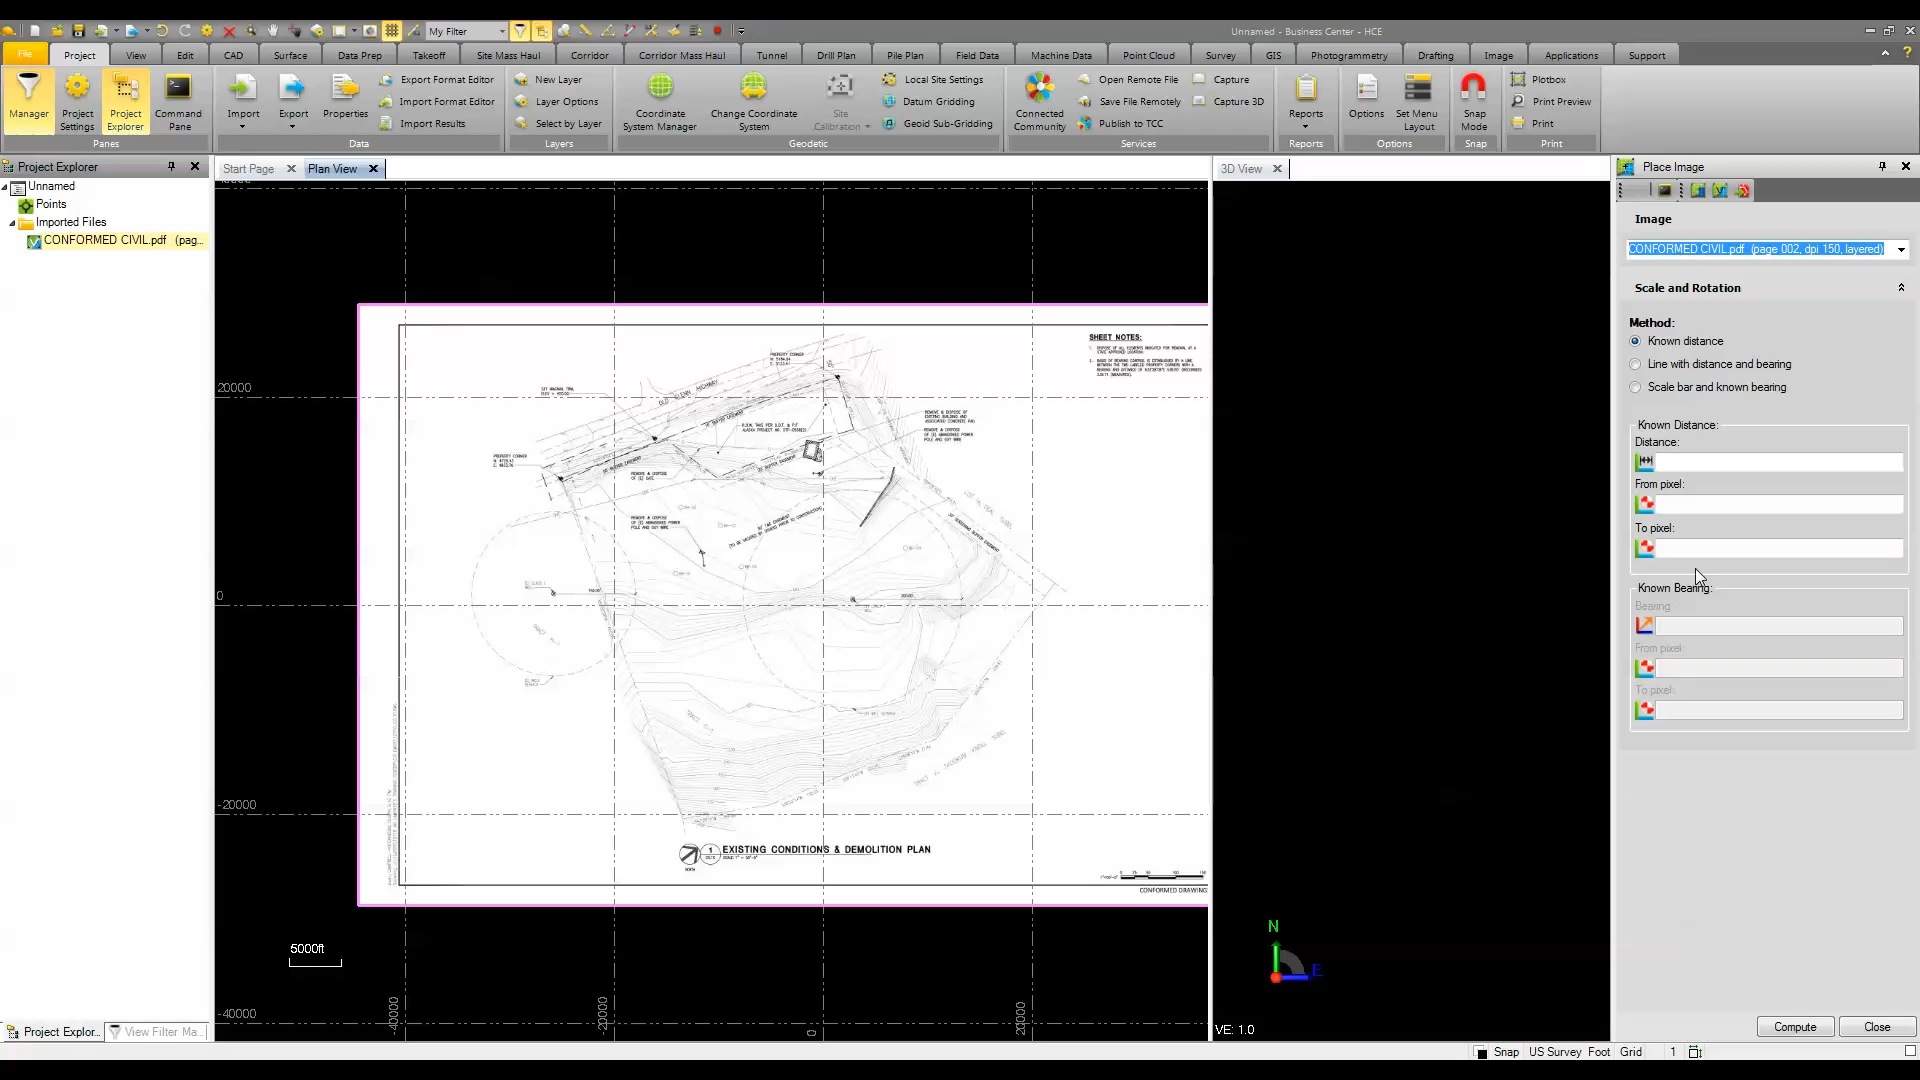 My Filter
Unnamed - Business Center - HCE
File
Project
View
Edit
CAD
Surface
Data Prep
Takeoff
Site Mass Haul
Corridor
Corridor Mass Haul
Tunnel
Drill Plan
Pile Plan
Field Data
Machine Data
Point Cloud
Survey
GIS
Photogrammetry
Drafting
Image
Applications
Support
Manager
Project Settings
Project Explorer
Command Pane
Panes
Import
Export
Properties
Export Format Editor
Import Format Editor
Import Results
Data
New Layer
Layer Options
Select by Layer
Layers
Coordinate System Manager
Change Coordinate System
Site Calibration
Local Site Settings
Datum Gridding
Geoid Sub-Gridding
Geodetic
Connected Community
Open Remote File
Save File Remotely
Publish to TCC
Capture
Capture 3D
Services
Reports
Reports
Options
Set Menu Layout
Options
Snap Mode
Snap
Plotbox
Print Preview
Print
Print
Project Explorer
Unnamed
Points
Imported Files
CONFORMED CIVIL.pdf (pag...
Project Explor...
View Filter Ma...
Start Page
Plan View
20000
0
-20000
-40000
-40000
-20000
0
20000
5000ft
SHEET NOTES:
PROPERTY CORNER
OLD GLENN HIGHWAY
PROPERTY CORNER
EXISTING CONDITIONS & DEMOLITION PLAN
1
NORTH
CONFORMED DRAWING
3D View
N
E
VE: 1.0
Place Image
Image
CONFORMED CIVIL.pdf (page 002, dpi 150, layered)
Scale and Rotation
Method:
Known distance
Line with distance and bearing
Scale bar and known bearing
Known Distance:
Distance:
From pixel:
To pixel:
Known Bearing:
Bearing:
From pixel:
To pixel:
Compute
Close
Snap
US Survey Foot
Grid
1